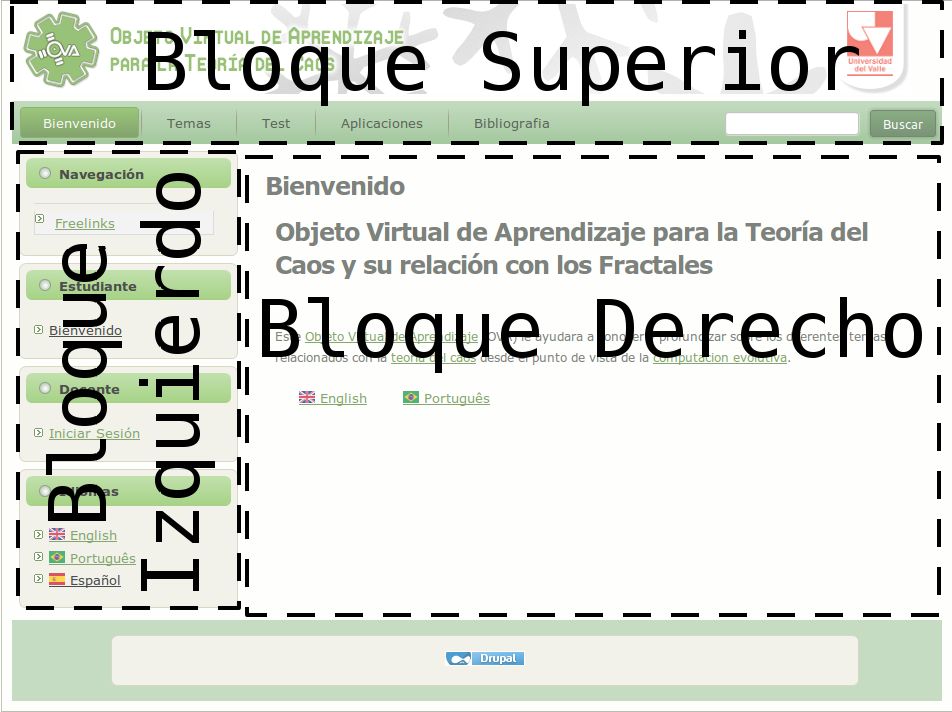 OVA
Objeto Virtual de Aprendizaje
para la Teoría del Caos
Bloque Superior
Universidad
del Valle
Bienvenido Temas Test Aplicaciones Bibliografia Buscar
Navegación
Freelinks
Estudiante
Bienvenido
Docente
Iniciar Sesión
Idiomas
English
Português
Español
Bloque
Izquierdo
Bienvenido
Objeto Virtual de Aprendizaje para la Teoría del
Caos y su relación con los Fractales
Bloque Derecho
Este Objeto Virtual de Aprendizaje (OVA) le ayudara a conocer y profundizar sobre los diferentes temas
relacionados con la teoría del caos desde el punto de vista de la computación evolutiva.
English Português
Drupal